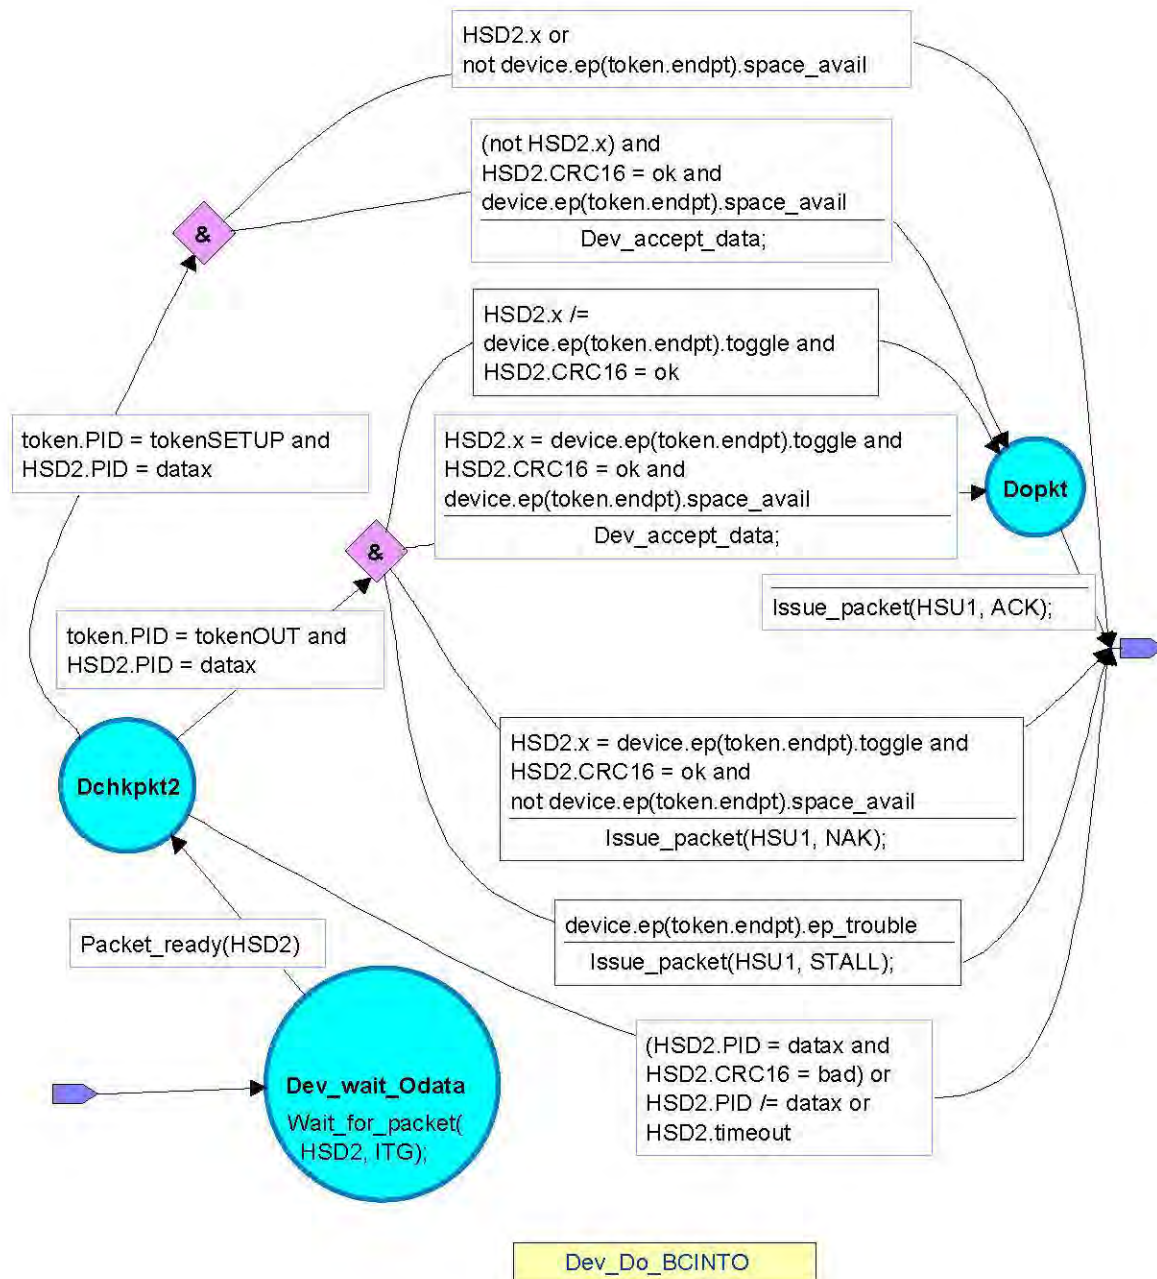 HSD2.x or
not device.ep(token.endpt).space_avail
(not HSD2.x) and
HSD2.CRC16 = ok and
device.ep(token.endpt).space_avail
Dev_accept_data;
&
HSD2.x /=
device.ep(token.endpt).toggle and
HSD2.CRC16 = ok
token.PID = tokenSETUP and
HSD2.PID = datax
HSD2.x = device.ep(token.endpt).toggle and
HSD2.CRC16 = ok and
device.ep(token.endpt).space_avail
Dev_accept_data;
Dopkt
&
Issue_packet(HSU1, ACK);
token.PID = tokenOUT and
HSD2.PID = datax
HSD2.x = device.ep(token.endpt).toggle and
HSD2.CRC16 = ok and
not device.ep(token.endpt).space_avail
Issue_packet(HSU1, NAK);
Dchkpkt2
device.ep(token.endpt).ep_trouble
Issue_packet(HSU1, STALL);
Packet_ready(HSD2)
(HSD2.PID = datax and
HSD2.CRC16 = bad) or
HSD2.PID /= datax or
HSD2.timeout
Dev_wait_Odata
Wait_for_packet(
HSD2, ITG);
Dev_Do_BCINTO